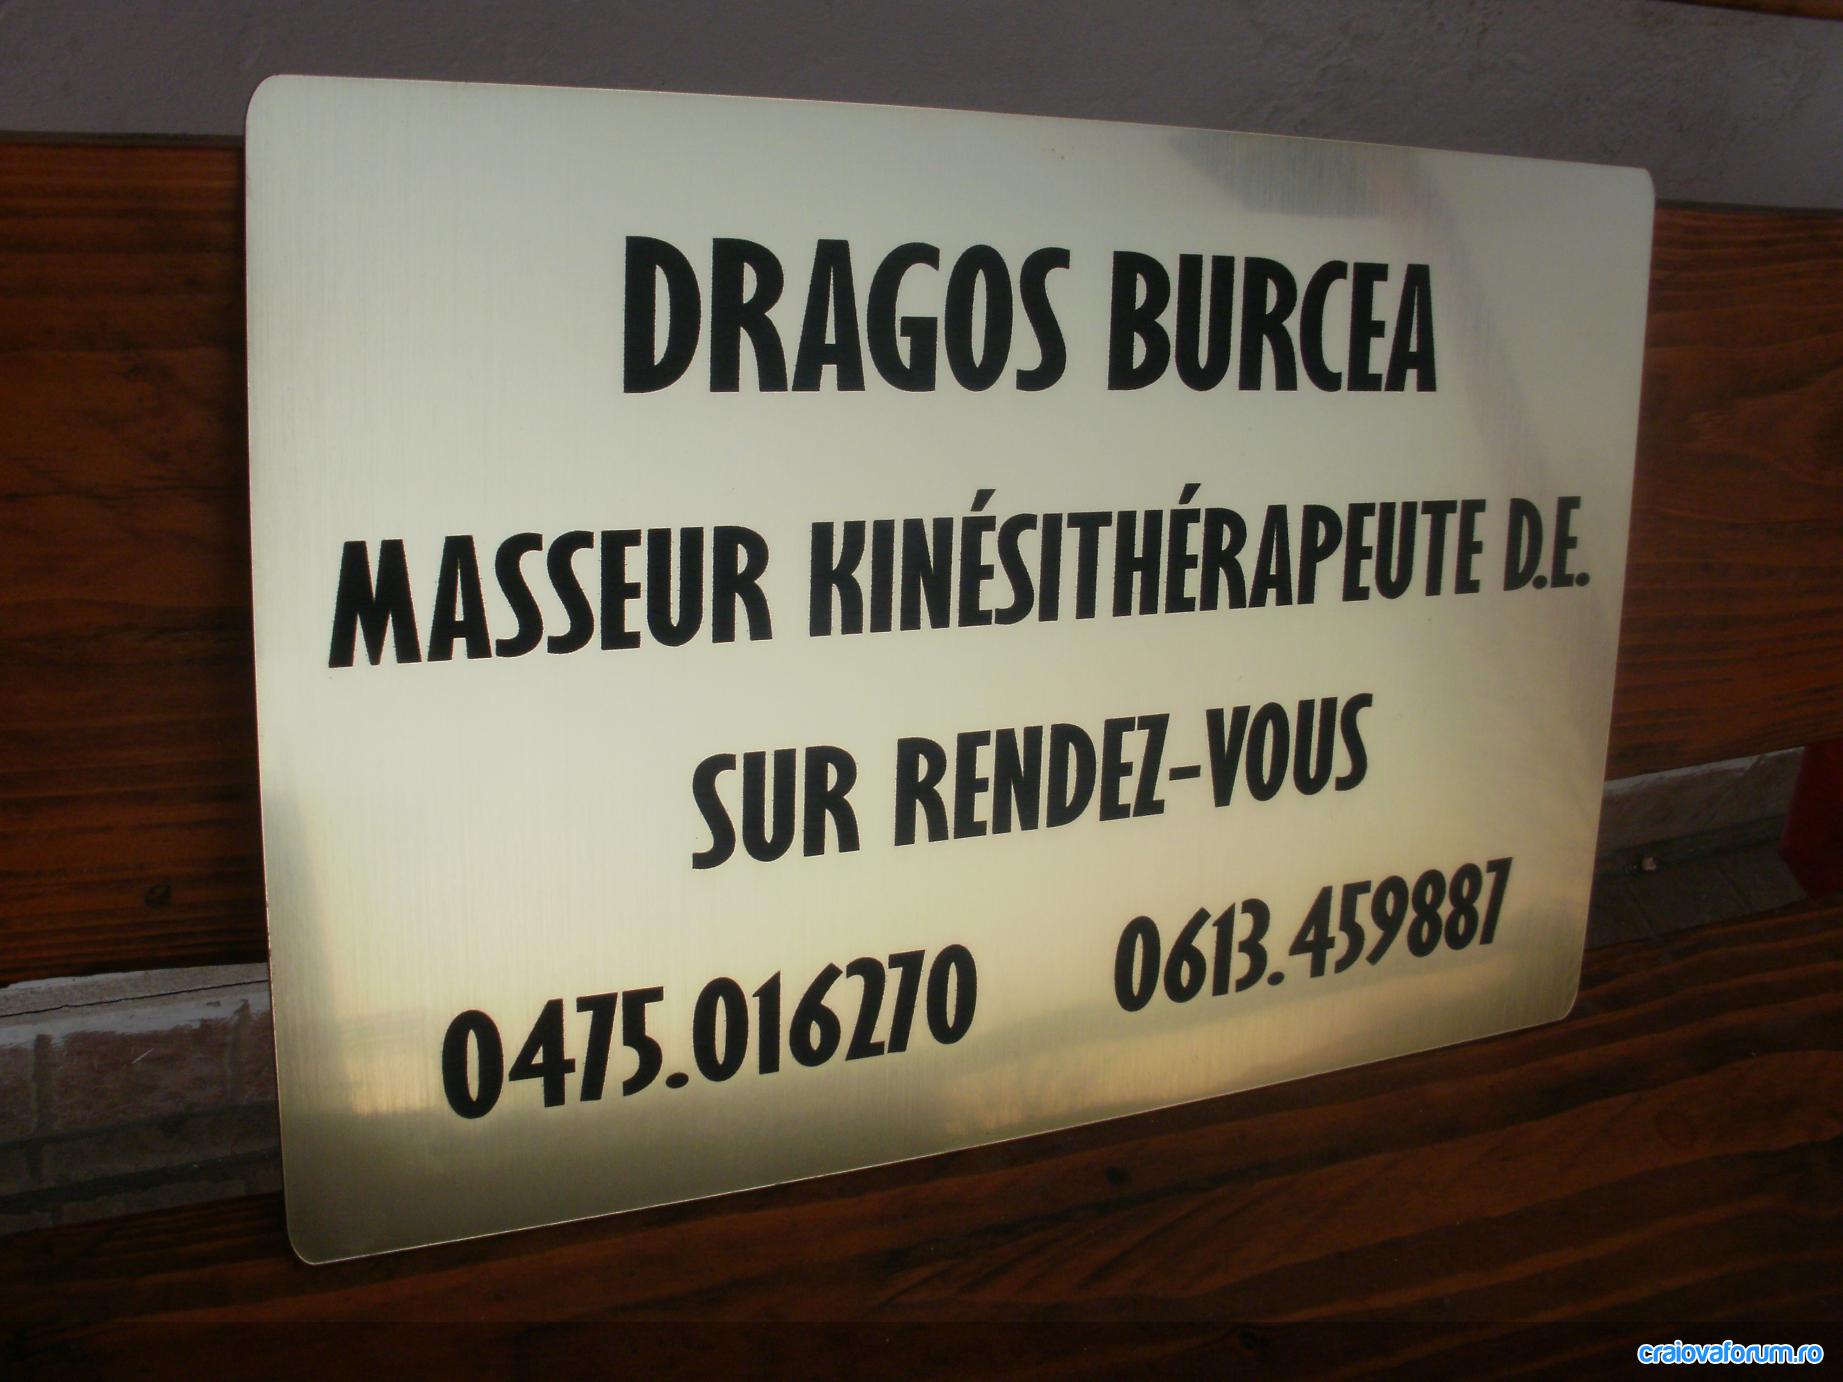 DRAGOS BURCEA
MASSEUR KINÉSITHÉRAPEUTE D.E.
SUR RENDEZ-VOUS
0475.016270 0613.459887
craiovaforum.ro